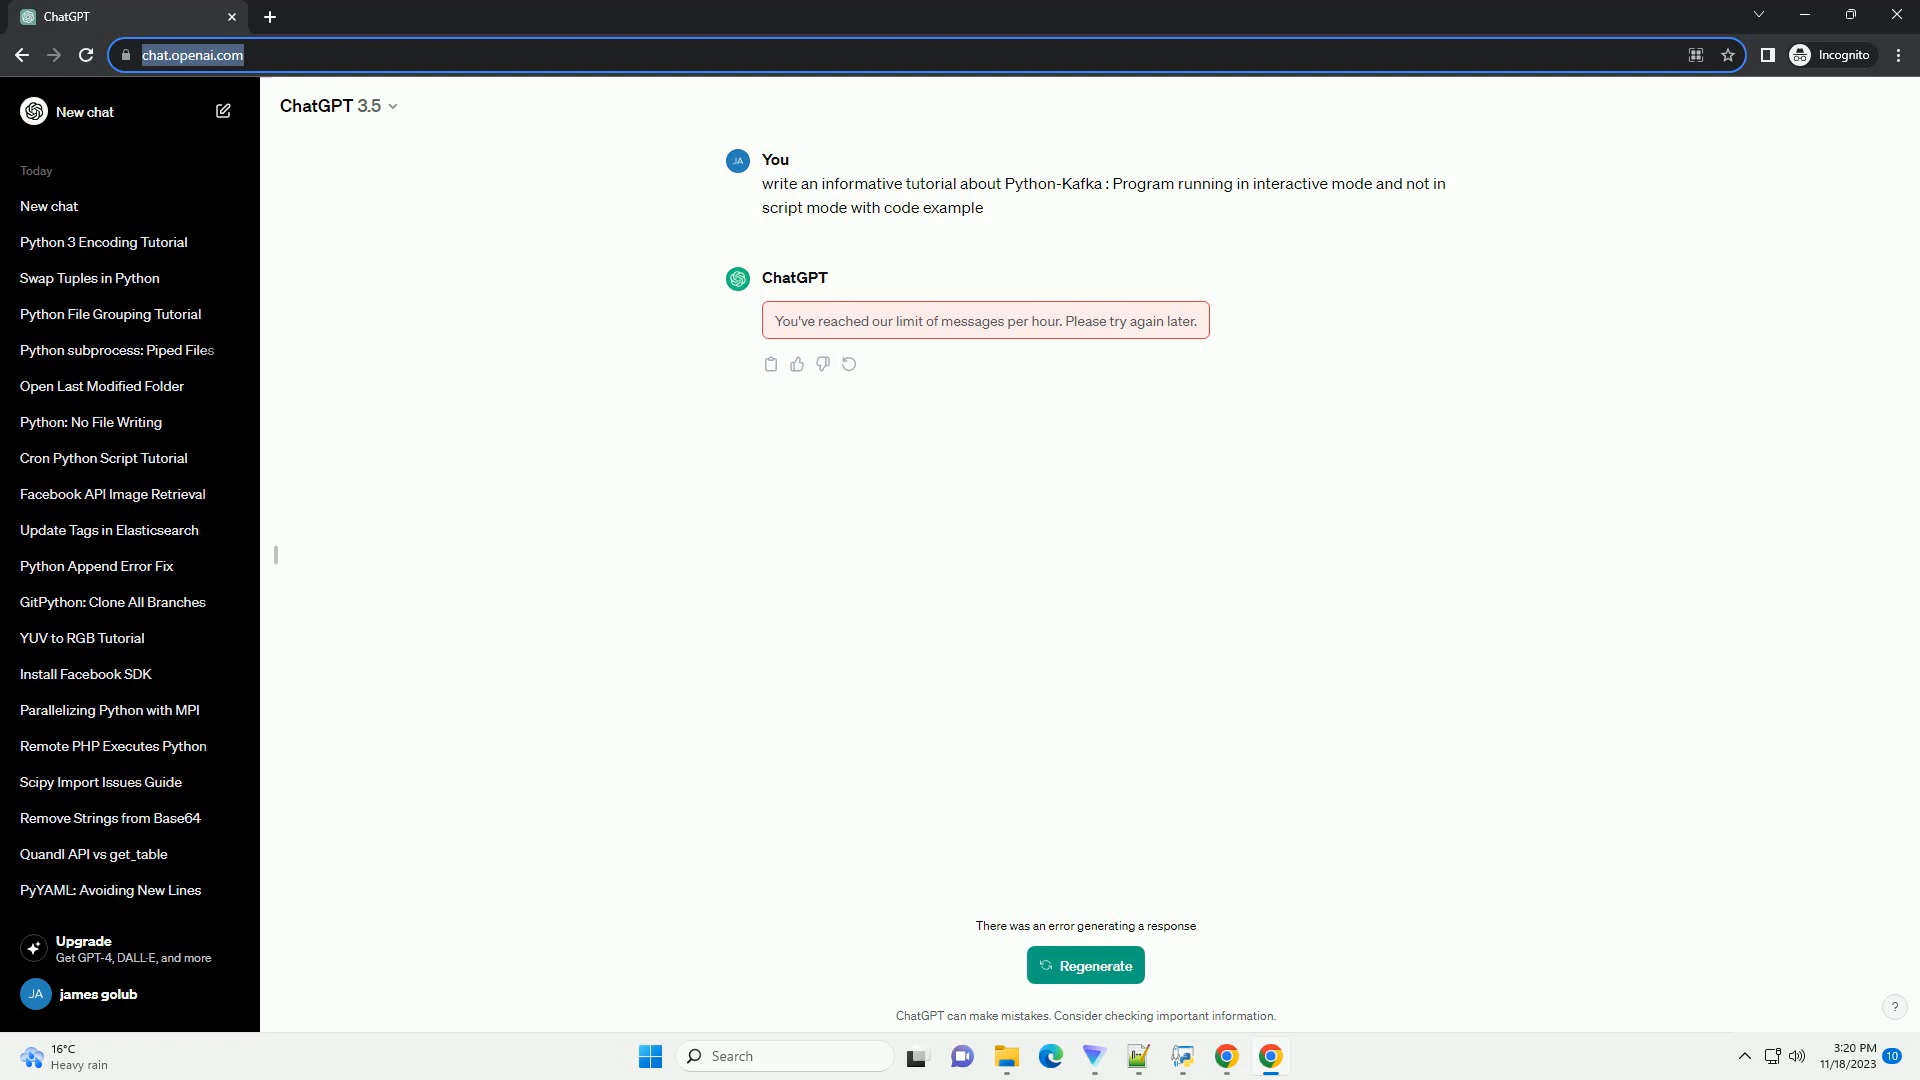 ChatGPT
chat.openai.com
Incognito
New chat
Today
New chat
Python 3 Encoding Tutorial
Swap Tuples in Python
Python File Grouping Tutorial
Python subprocess: Piped Files
Open Last Modified Folder
Python: No File Writing
Cron Python Script Tutorial
Facebook API Image Retrieval
Update Tags in Elasticsearch
Python Append Error Fix
GitPython: Clone All Branches
YUV to RGB Tutorial
Install Facebook SDK
Parallelizing Python with MPI
Remote PHP Executes Python
Scipy Import Issues Guide
Remove Strings from Base64
Quandl API vs get_table
PyYAML: Avoiding New Lines
Upgrade
Get GPT-4, DALL·E, and more
JA james golub
ChatGPT 3.5
JA You
write an informative tutorial about Python-Kafka : Program running in interactive mode and not in
script mode with code example
ChatGPT
You've reached our limit of messages per hour. Please try again later.
There was an error generating a response
Regenerate
ChatGPT can make mistakes. Consider checking important information.
?
16°C
Heavy rain
Search
3:20 PM
11/18/2023
10